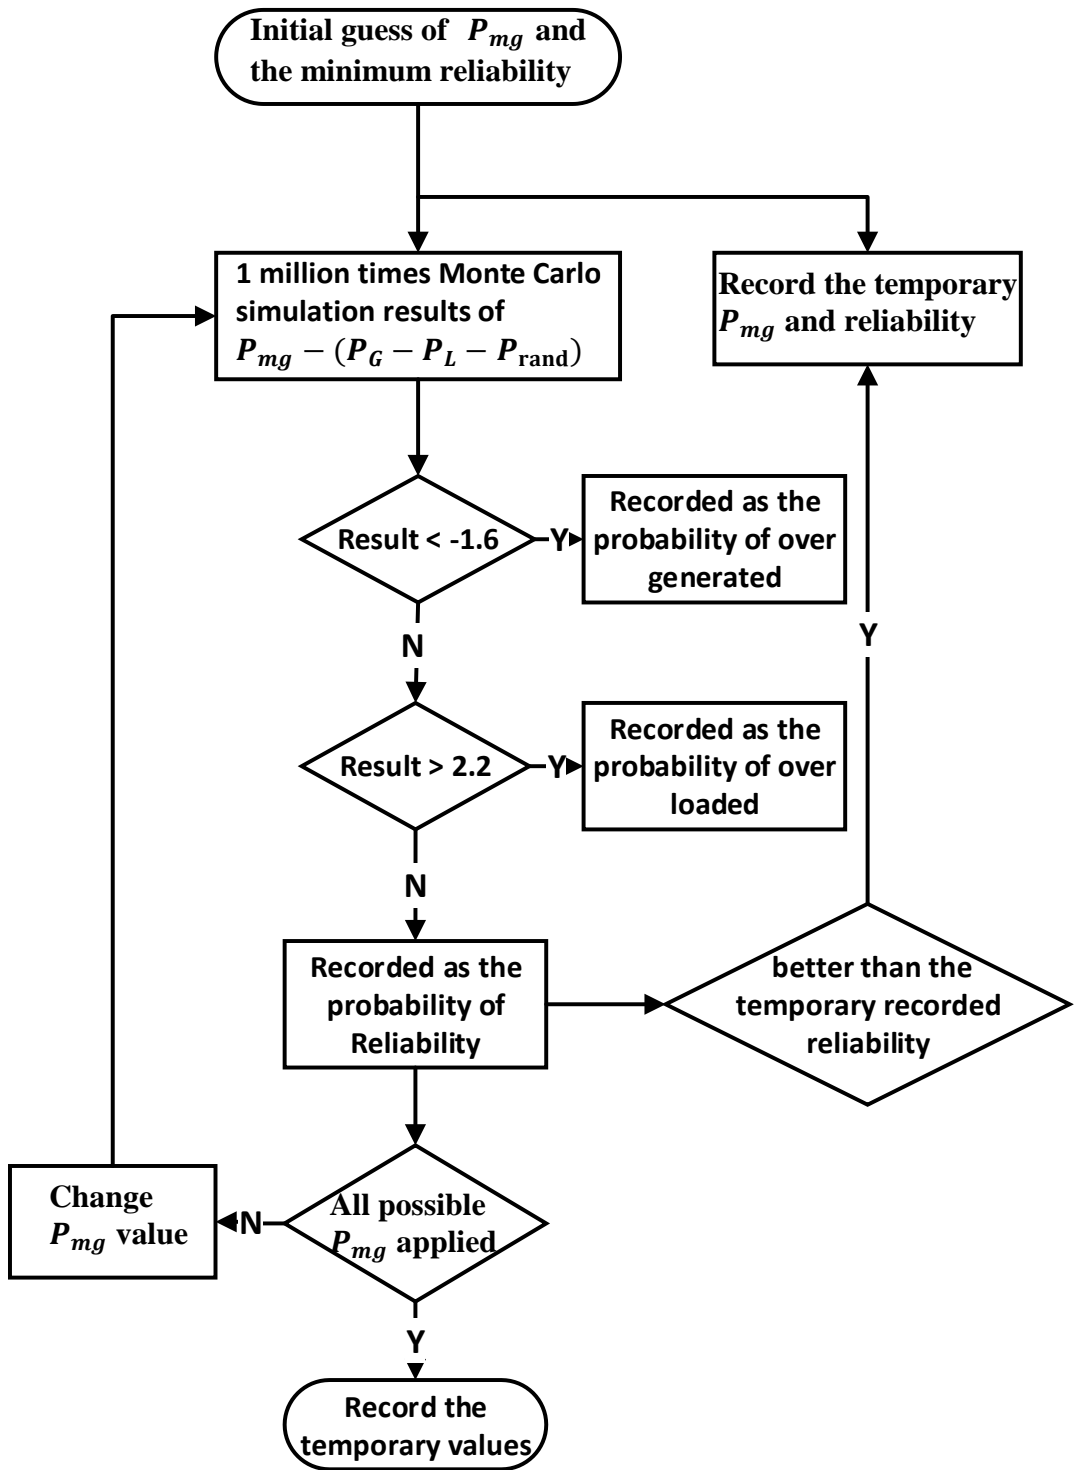 Initial guess of P_mg and
the minimum reliability
1 million times Monte Carlo
simulation results of
P_mg − (P_G − P_L − P_rand)
Record the temporary
P_mg and reliability
Result < -1.6
Y
Recorded as the
probability of over
generated
N
Y
Result > 2.2
Y
Recorded as the
probability of over
loaded
N
Recorded as the
probability of
Reliability
better than the
temporary recorded
reliability
Change
P_mg value
N
All possible
P_mg applied
Y
Record the
temporary values